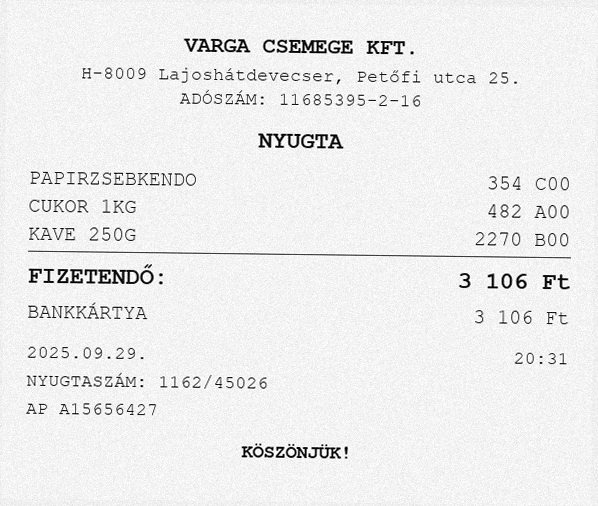 VARGA CSEMEGE KFT.
H-8009 Lajoshátdevecser, Petőfi utca 25.
ADÓSZÁM: 11685395-2-16
NYUGTA
PAPIRZSEBKENDO 354 C00
CUKOR 1KG 482 A00
KAVE 250G 2270 B00
FIZETENDŐ: 3 106 Ft
BANKKÁRTYA 3 106 Ft
2025.09.29. 20:31
NYUGTASZÁM: 1162/45026
AP A15656427
KÖSZÖNJÜK!